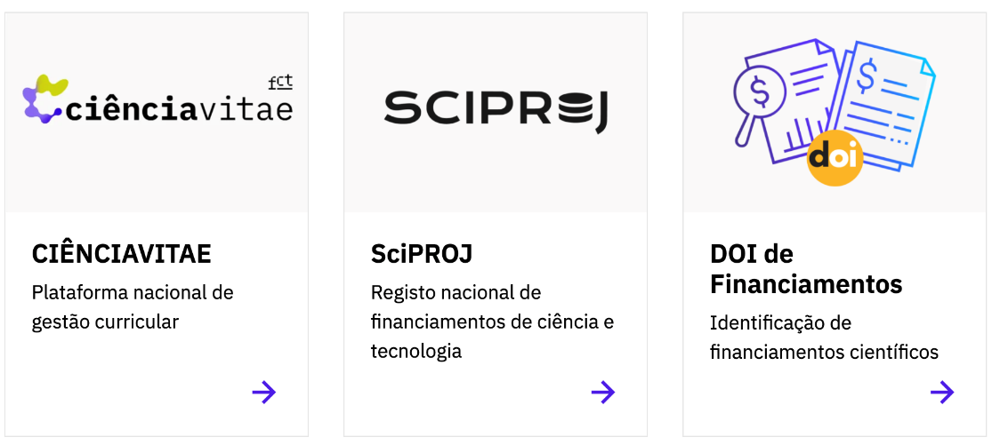 fct
ciênciavitae
CIÊNCIAVITAE
Plataforma nacional de
gestão curricular
SCIPROJ
SciPROJ
Registo nacional de
financiamentos de ciência e
tecnologia
$
$
doi
DOI de
Financiamentos
Identificação de
financiamentos científicos